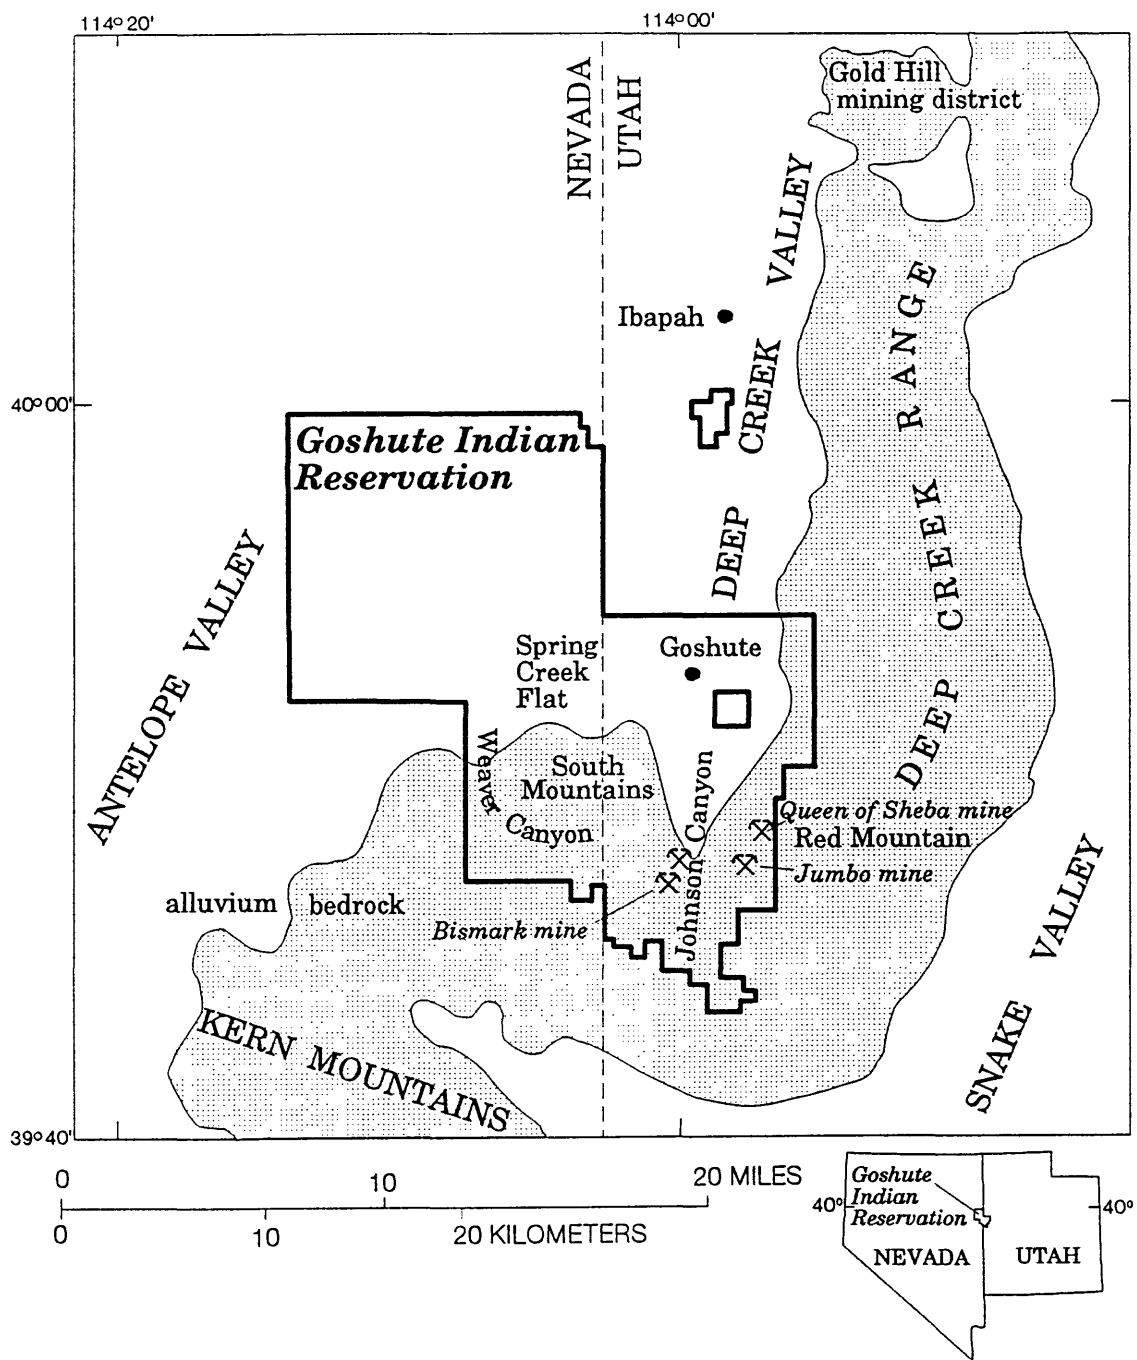 114° 20'
114° 00'
NEVADA
UTAH
Gold Hill
mining district
DEEP CREEK VALLEY
DEEP CREEK RANGE
Ibapah
40° 00'
Goshute Indian
Reservation
ANTELOPE VALLEY
Spring
Creek
Flat
Goshute
Weaver Canyon
South
Mountains
Johnson Canyon
Queen of Sheba mine
Red Mountain
Jumbo mine
alluvium
bedrock
Bismark mine
SNAKE VALLEY
KERN MOUNTAINS
39° 40'
0 10 20 MILES
0 10 20 KILOMETERS
Goshute
Indian
Reservation
40°
40°
NEVADA
UTAH